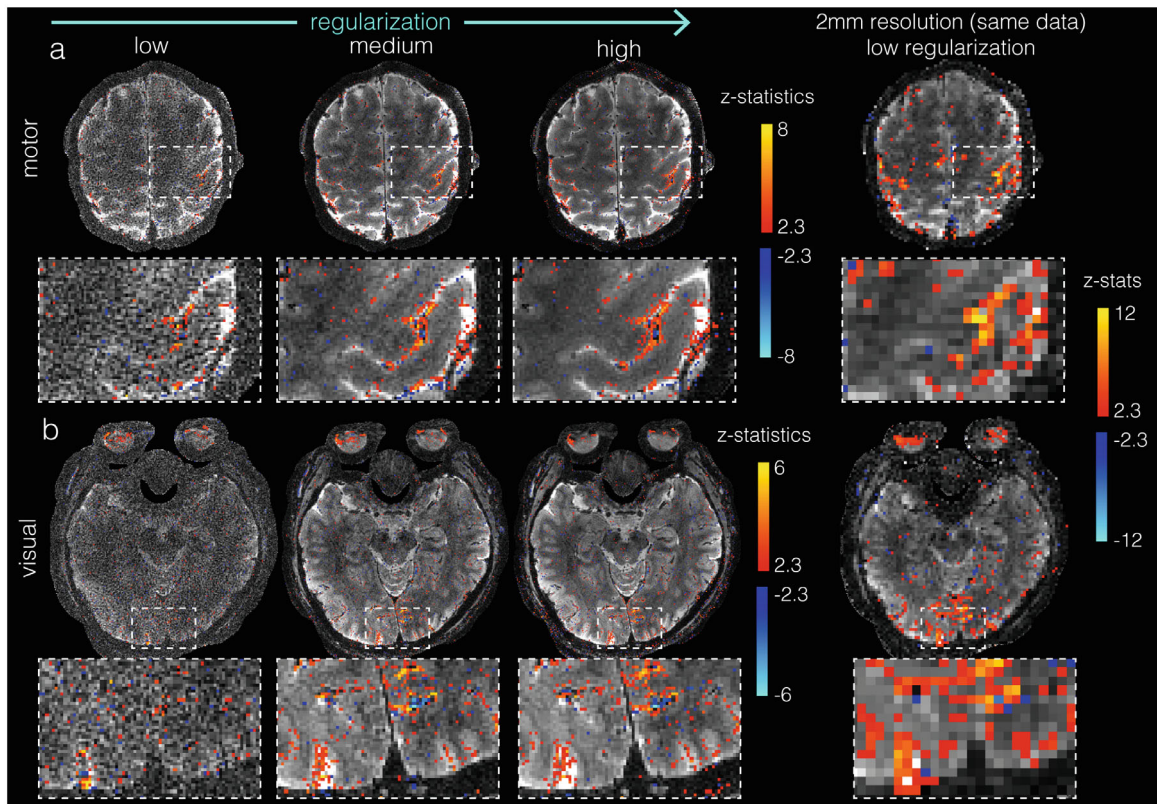 regularization
2mm resolution (same data)
low regularization
a
low
medium
high
motor
z-statistics
8
2.3
-2.3
-8
z-stats
12
2.3
-2.3
-12
b
visual
z-statistics
6
2.3
-2.3
-6